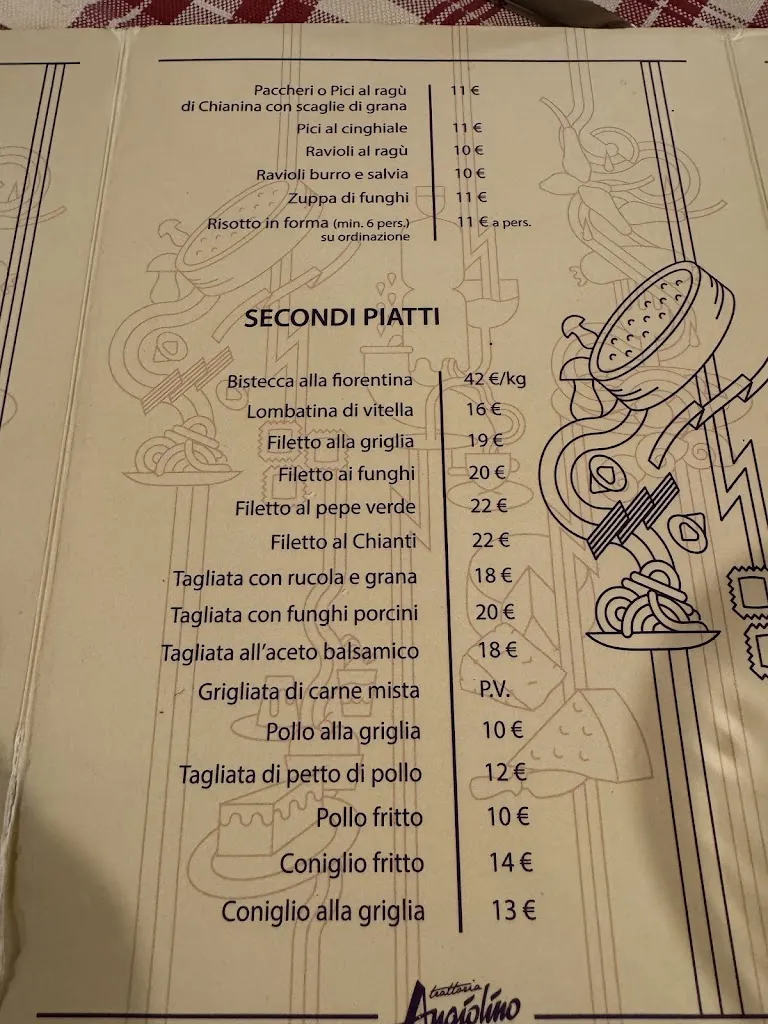 Paccheri o Pici al ragù 11 €
di Chianina con scaglie di grana
Pici al cinghiale 11 €
Ravioli al ragù 10 €
Ravioli burro e salvia 10 €
Zuppa di funghi 11 €
Risotto in forma (min. 6 pers.) 11 € a pers.
su ordinazione
SECONDI PIATTI
Bistecca alla fiorentina 42 €/kg
Lombatina di vitella 16 €
Filetto alla griglia 19 €
Filetto ai funghi 20 €
Filetto al pepe verde 22 €
Filetto al Chianti 22 €
Tagliata con rucola e grana 18 €
Tagliata con funghi porcini 20 €
Tagliata all'aceto balsamico 18 €
Grigliata di carne mista P.V.
Pollo alla griglia 10 €
Tagliata di petto di pollo 12 €
Pollo fritto 10 €
Coniglio fritto 14 €
Coniglio alla griglia 13 €
trattoria
Angiolino